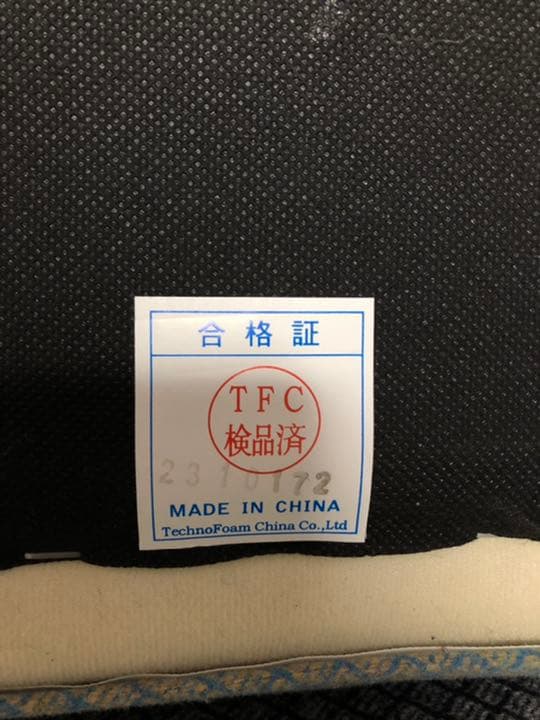 合格証
TFC
検品済
2310172
MADE IN CHINA
TechnoFoam China Co.,Ltd